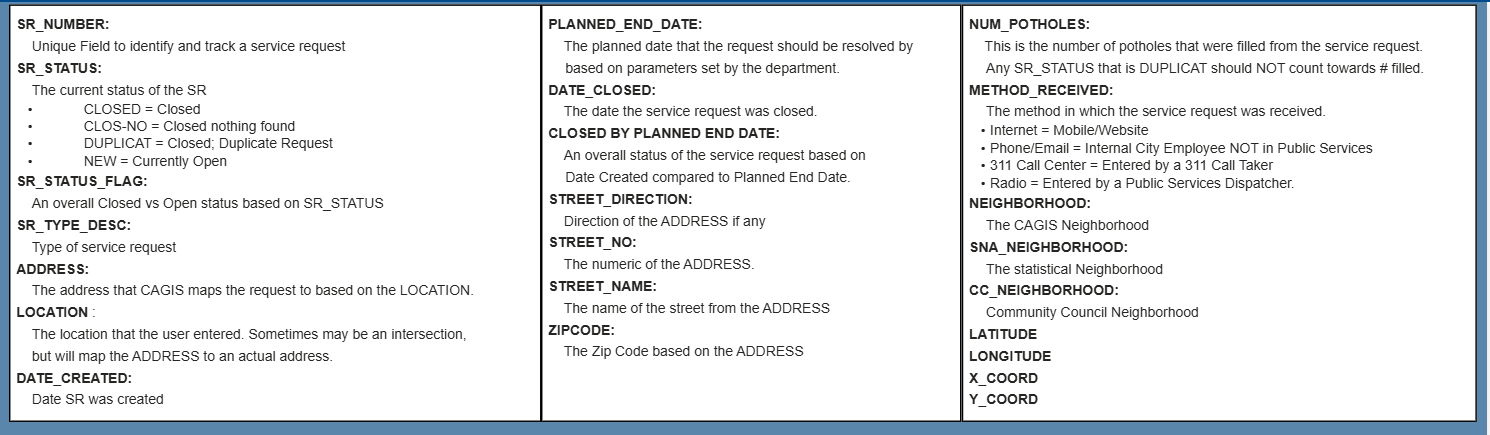 SR_NUMBER:
Unique Field to identify and track a service request
SR_STATUS:
The current status of the SR
• CLOSED = Closed
• CLOS-NO = Closed nothing found
• DUPLICAT = Closed; Duplicate Request
• NEW = Currently Open
SR_STATUS_FLAG:
An overall Closed vs Open status based on SR_STATUS
SR_TYPE_DESC:
Type of service request
ADDRESS:
The address that CAGIS maps the request to based on the LOCATION.
LOCATION :
The location that the user entered. Sometimes may be an intersection,
but will map the ADDRESS to an actual address.
DATE_CREATED:
Date SR was created
PLANNED_END_DATE:
The planned date that the request should be resolved by
based on parameters set by the department.
DATE_CLOSED:
The date the service request was closed.
CLOSED BY PLANNED END DATE:
An overall status of the service request based on
Date Created compared to Planned End Date.
STREET_DIRECTION:
Direction of the ADDRESS if any
STREET_NO:
The numeric of the ADDRESS.
STREET_NAME:
The name of the street from the ADDRESS
ZIPCODE:
The Zip Code based on the ADDRESS
NUM_POTHOLES:
This is the number of potholes that were filled from the service request.
Any SR_STATUS that is DUPLICAT should NOT count towards # filled.
METHOD_RECEIVED:
The method in which the service request was received.
• Internet = Mobile/Website
• Phone/Email = Internal City Employee NOT in Public Services
• 311 Call Center = Entered by a 311 Call Taker
• Radio = Entered by a Public Services Dispatcher.
NEIGHBORHOOD:
The CAGIS Neighborhood
SNA_NEIGHBORHOOD:
The statistical Neighborhood
CC_NEIGHBORHOOD:
Community Council Neighborhood
LATITUDE
LONGITUDE
X_COORD
Y_COORD